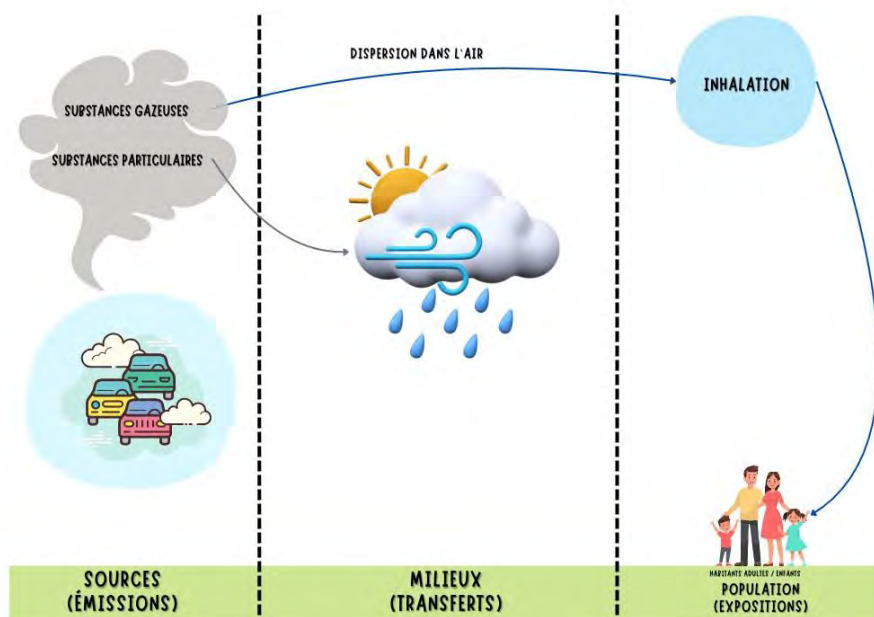 DISPERSION DANS L'AIR
SUBSTANCES GAZEUSES
SUBSTANCES PARTICULAIRES
INHALATION
SOURCES
(ÉMISSIONS)
MILIEUX
(TRANSFERTS)
HABITANTS ADULTES / ENFANTS
POPULATION
(EXPOSITIONS)